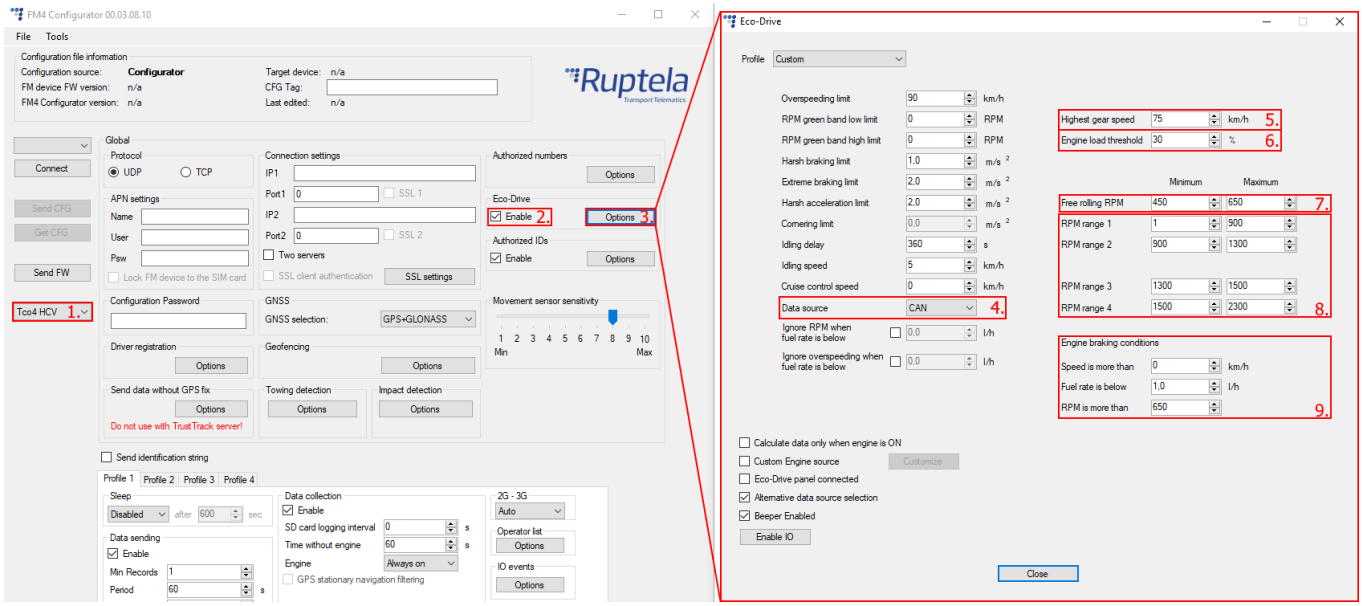 FM4 Configurator 00.03.08.10
File Tools
Configuration file information
Configuration source: Configurator Target device: n/a
FM device FW version: n/a CFG Tag:
FM4 Configurator version: n/a Last edited: n/a
Ruptela
Transport Telematics
Connect
Send CFG
Get CFG
Send FW
Tco4 HCV 1.
Global
Protocol
UDP TCP
APN settings
Name
User
Psw
Lock FM device to the SIM card
Connection settings
IP1
Port1 0 SSL 1
IP2
Port2 0 SSL 2
Two servers
SSL client authentication SSL settings
Authorized numbers
Options
Eco-Drive
Enable 2. Options 3.
Authorized IDs
Enable Options
Configuration Password
GNSS
GNSS selection: GPS+GLONASS
Movement sensor sensitivity
1 2 3 4 5 6 7 8 9 10
Min Max
Driver registration
Options
Geofencing
Options
Send data without GPS fix
Options
Do not use with TrustTrack server!
Towing detection
Options
Impact detection
Options
Send identification string
Profile 1 Profile 2 Profile 3 Profile 4
Sleep
Disabled after 600 sec
Data sending
Enable
Min Records 1
Period 60 s
Data collection
Enable
SD card logging interval 0 s
Time without engine 60 s
Engine Always on
GPS stationary navigation filtering
2G - 3G
Auto
Operator list
Options
IO events
Options
Eco-Drive
Profile Custom
Overspeeding limit 90 km/h
RPM green band low limit 0 RPM
RPM green band high limit 0 RPM
Harsh braking limit 1.0 m/s 2
Extreme braking limit 2.0 m/s 2
Harsh acceleration limit 2.0 m/s 2
Cornering limit 0.0 m/s 2
Idling delay 360 s
Idling speed 5 km/h
Cruise control speed 0 km/h
Data source CAN 4.
Ignore RPM when
fuel rate is below 0.0 l/h
Ignore overspeeding when
fuel rate is below 0.0 l/h
Highest gear speed 75 km/h 5.
Engine load threshold 30 % 6.
Minimum Maximum
Free rolling RPM 450 650 7.
RPM range 1 1 900
RPM range 2 900 1300
RPM range 3 1300 1500
RPM range 4 1500 2300 8.
Engine braking conditions
Speed is more than 0 km/h
Fuel rate is below 1.0 l/h
RPM is more than 650 9.
Calculate data only when engine is ON
Custom Engine source Customize
Eco-Drive panel connected
Alternative data source selection
Beeper Enabled
Enable IO
Close